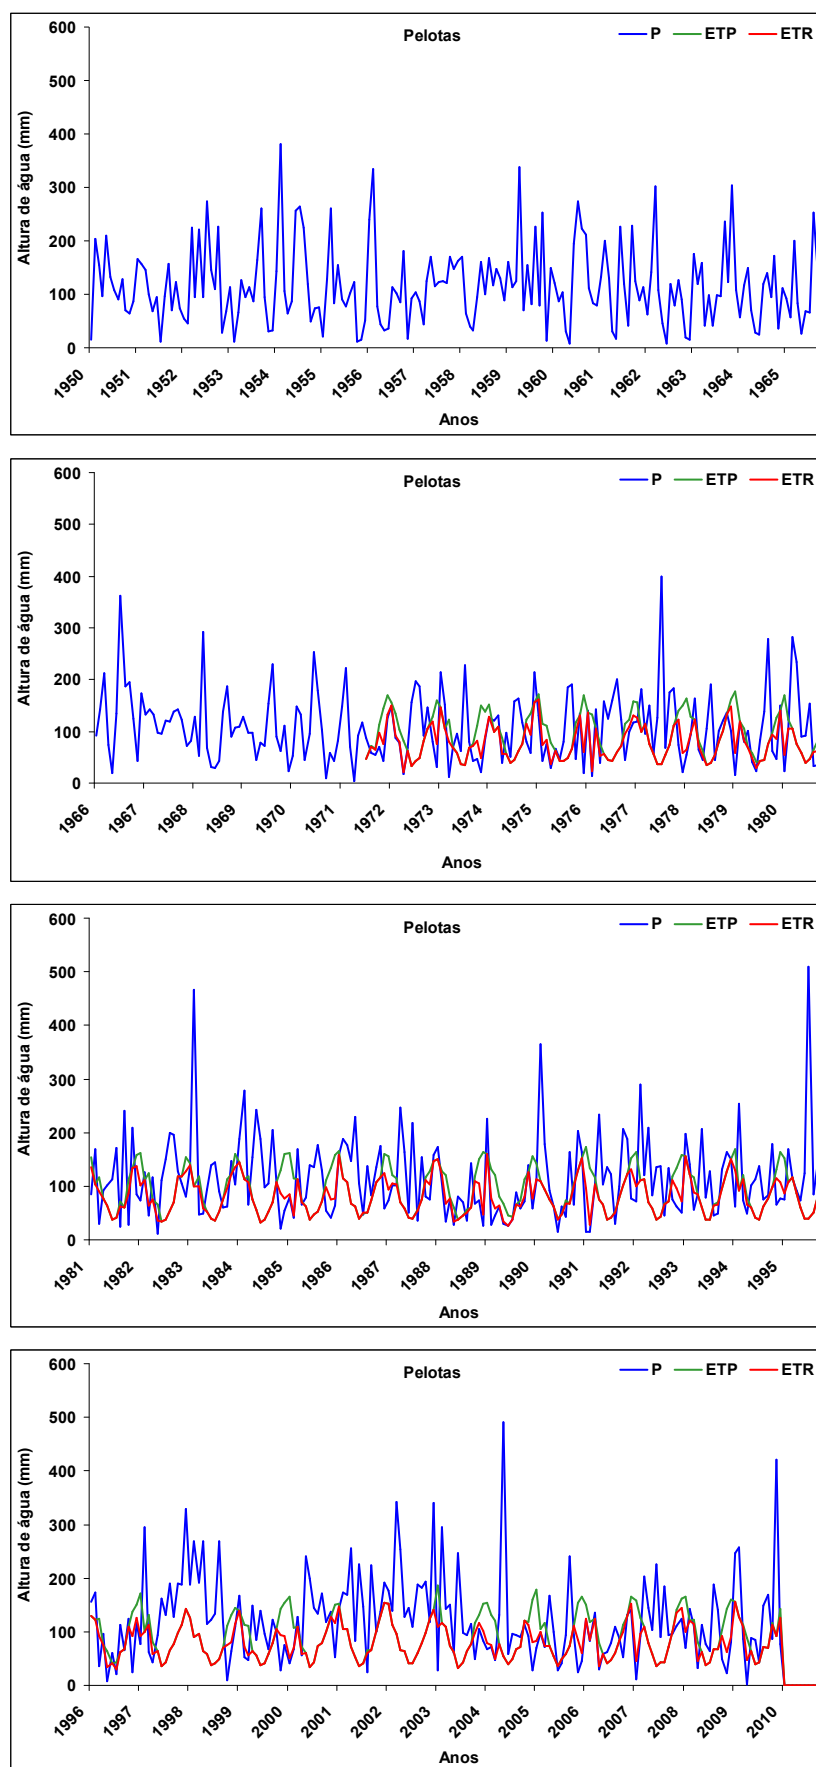 Pelotas
P ETP ETR
600
500
400
300
200
100
0
Altura de água (mm)
1950 1951 1952 1953 1954 1955 1956 1957 1958 1959 1960 1961 1962 1963 1964 1965
Anos
Pelotas
P ETP ETR
600
500
400
300
200
100
0
Altura de água (mm)
1966 1967 1968 1969 1970 1971 1972 1973 1974 1975 1976 1977 1978 1979 1980
Anos
Pelotas
P ETP ETR
600
500
400
300
200
100
0
Altura de água (mm)
1981 1982 1983 1984 1985 1986 1987 1988 1989 1990 1991 1992 1993 1994 1995
Anos
Pelotas
P ETP ETR
600
500
400
300
200
100
0
Altura de água (mm)
1996 1997 1998 1999 2000 2001 2002 2003 2004 2005 2006 2007 2008 2009 2010
Anos